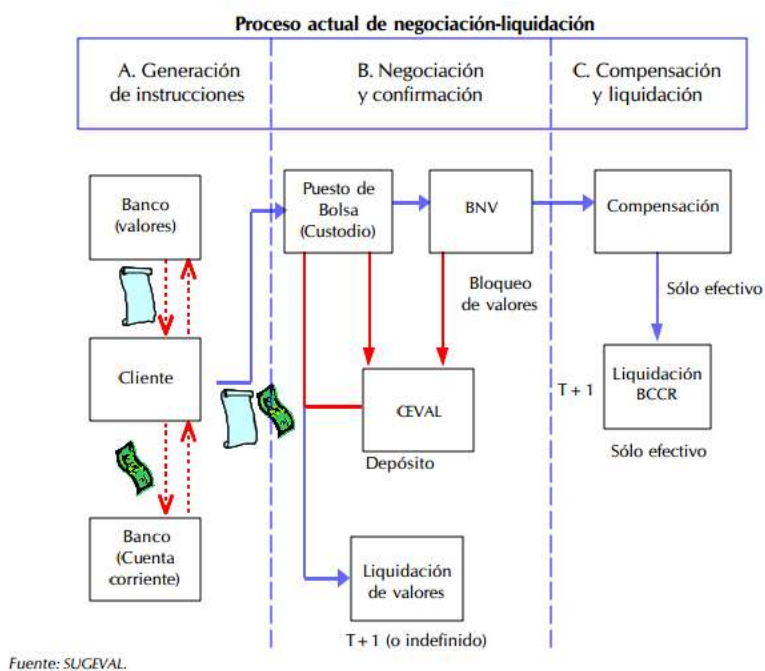 Proceso actual de negociación-liquidación
A. Generación
de instrucciones
B. Negociación
y confirmación
C. Compensación
y liquidación
Banco
(valores)
Puesto de
Bolsa
(Custodio)
BNV
Compensación
Bloqueo
de valores
Sólo efectivo
Cliente
CEVAL
T + 1
Liquidación
BCCR
Depósito
Sólo efectivo
Banco
(Cuenta
corriente)
Liquidación
de valores
T + 1 (o indefinido)
Fuente: SUGEVAL.